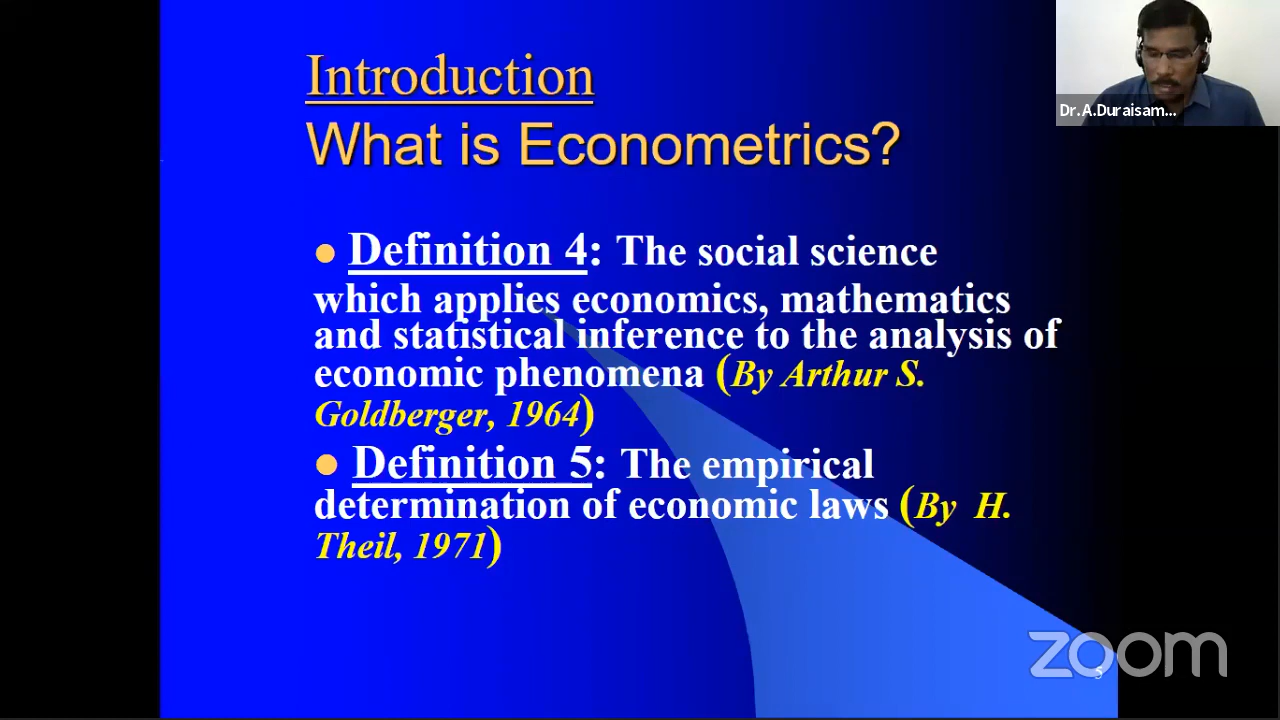 Introduction
What is Econometrics?
Dr.A.Duraisam...
Definition 4: The social science
which applies economics, mathematics
and statistical inference to the analysis of
economic phenomena (By Arthur S.
Goldberger, 1964)
Definition 5: The empirical
determination of economic laws (By H.
Theil, 1971)
zoom
5